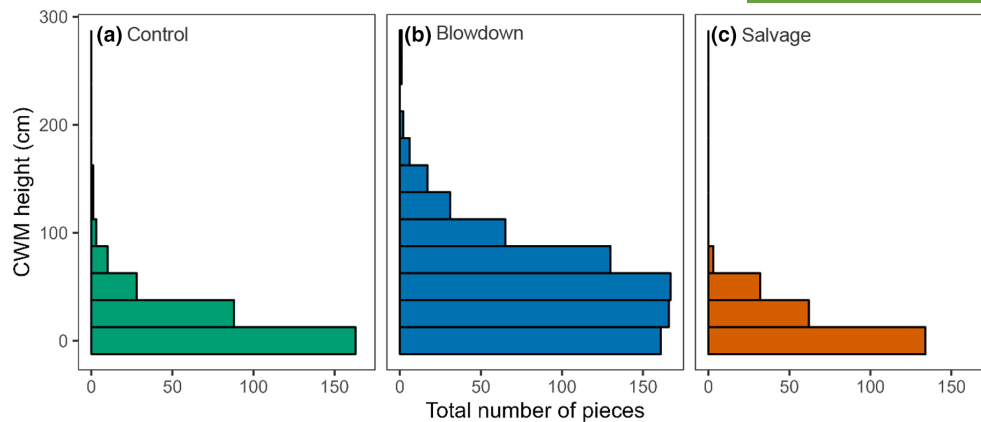 300
200
100
0
CWM height (cm)
(a) Control
(b) Blowdown
(c) Salvage
0 50 100 150
0 50 100 150
0 50 100 150
Total number of pieces